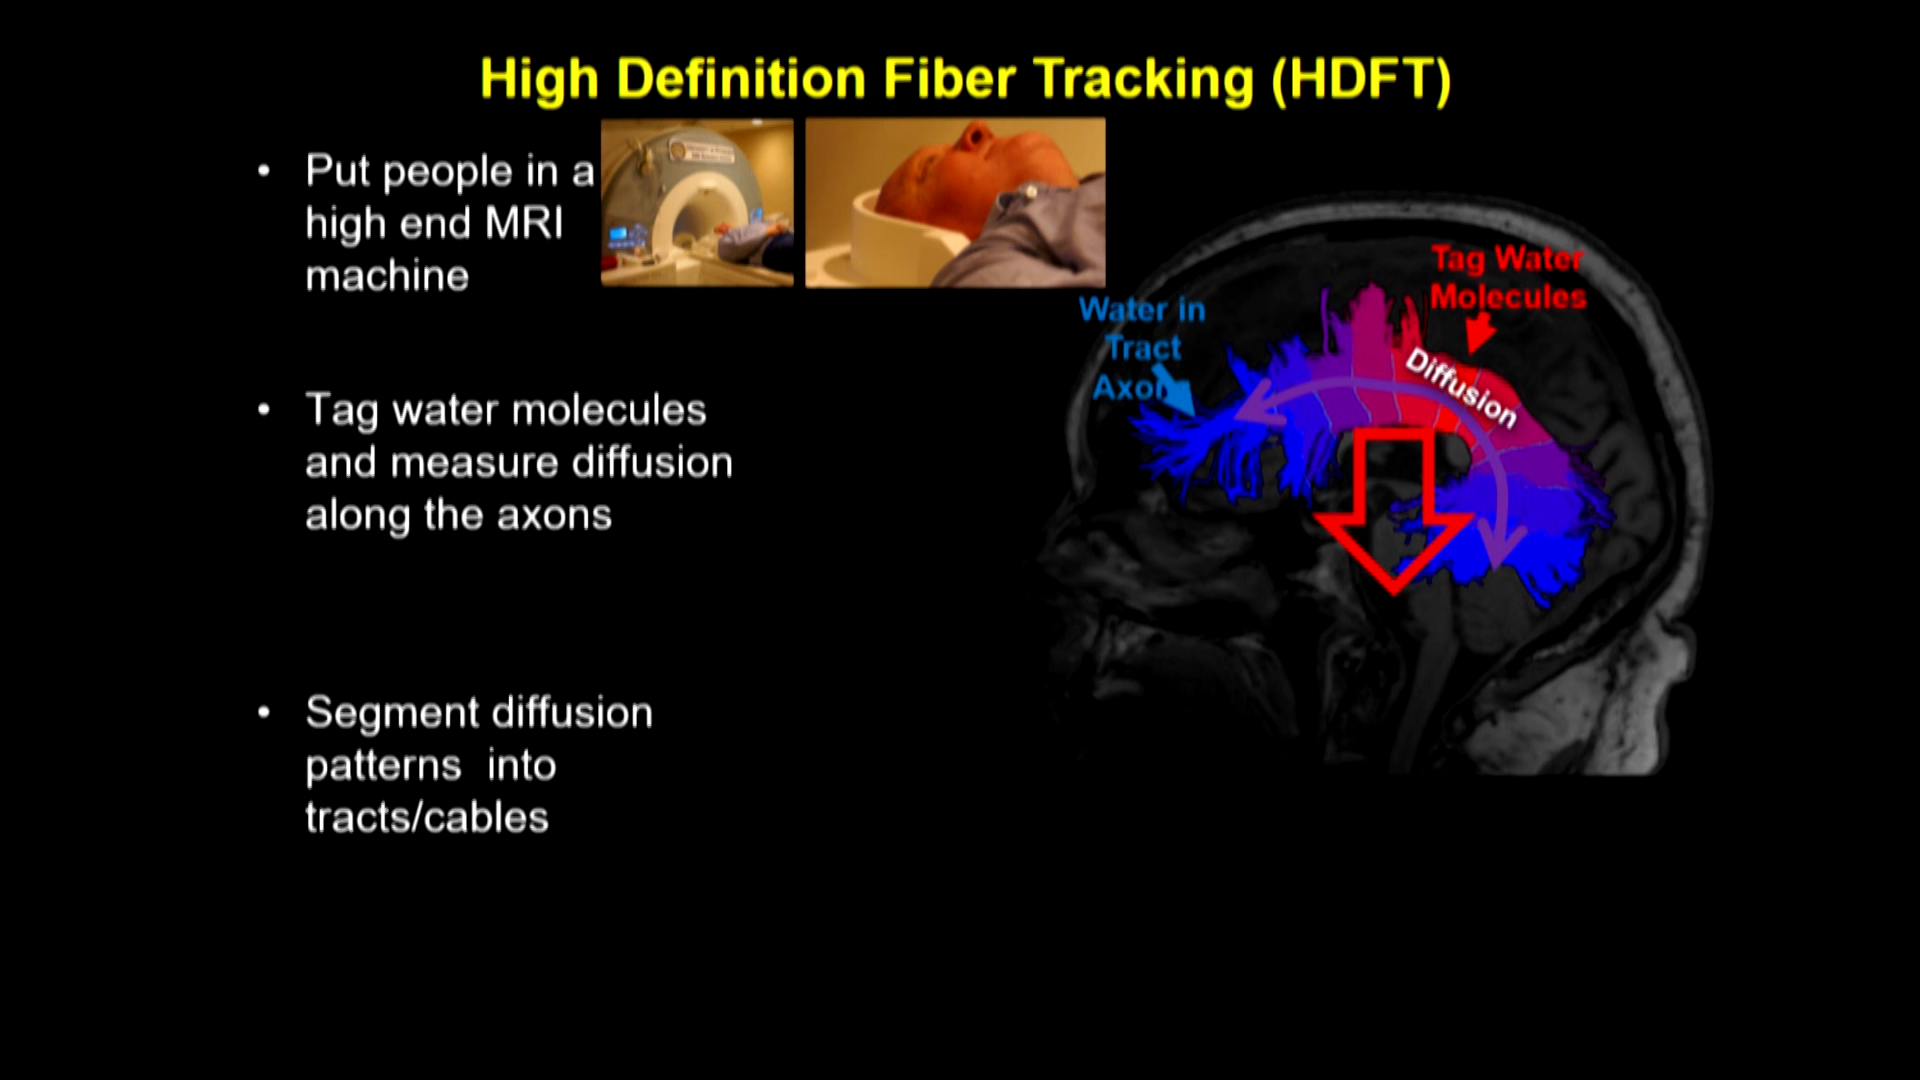 High Definition Fiber Tracking (HDFT)
• Put people in a
high end MRI
machine
• Tag water molecules
and measure diffusion
along the axons
• Segment diffusion
patterns into
tracts/cables
Tag Water
Molecules
Water in
Tract
Diffusion